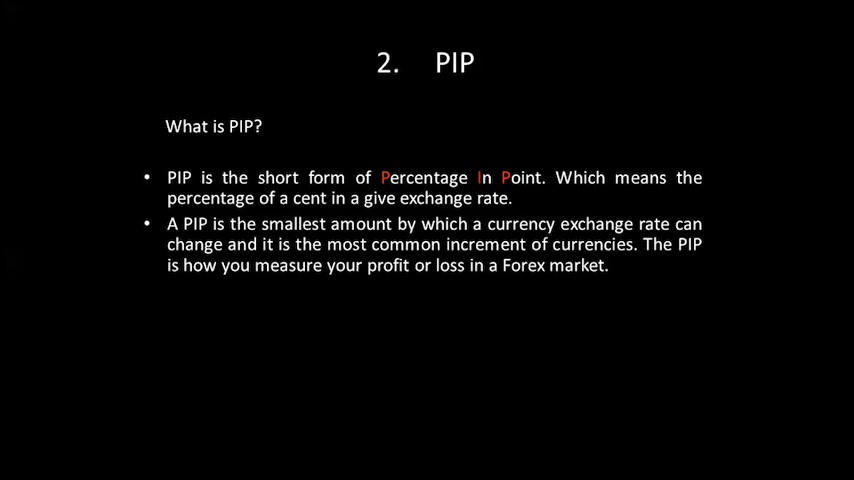 2. PIP
What is PIP?
• PIP is the short form of Percentage In Point. Which means the
percentage of a cent in a give exchange rate.
• A PIP is the smallest amount by which a currency exchange rate can
change and it is the most common increment of currencies. The PIP
is how you measure your profit or loss in a Forex market.